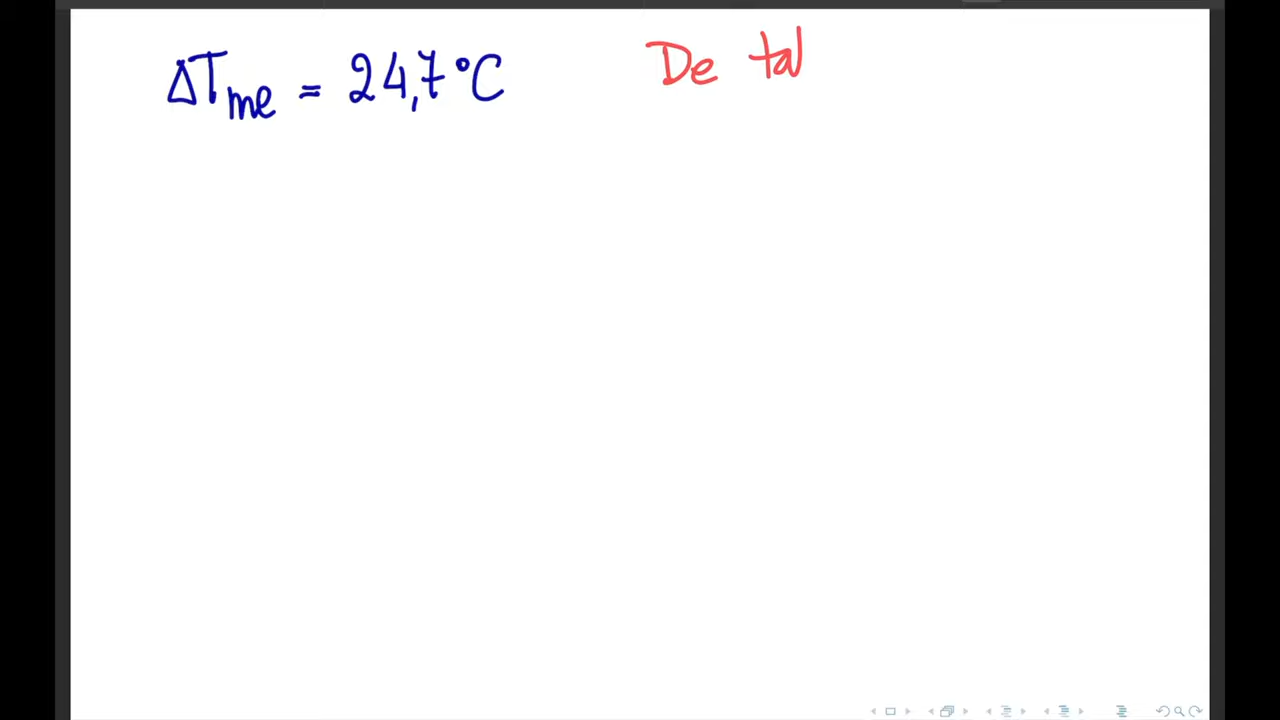 ΔTme = 24,7°C De tal